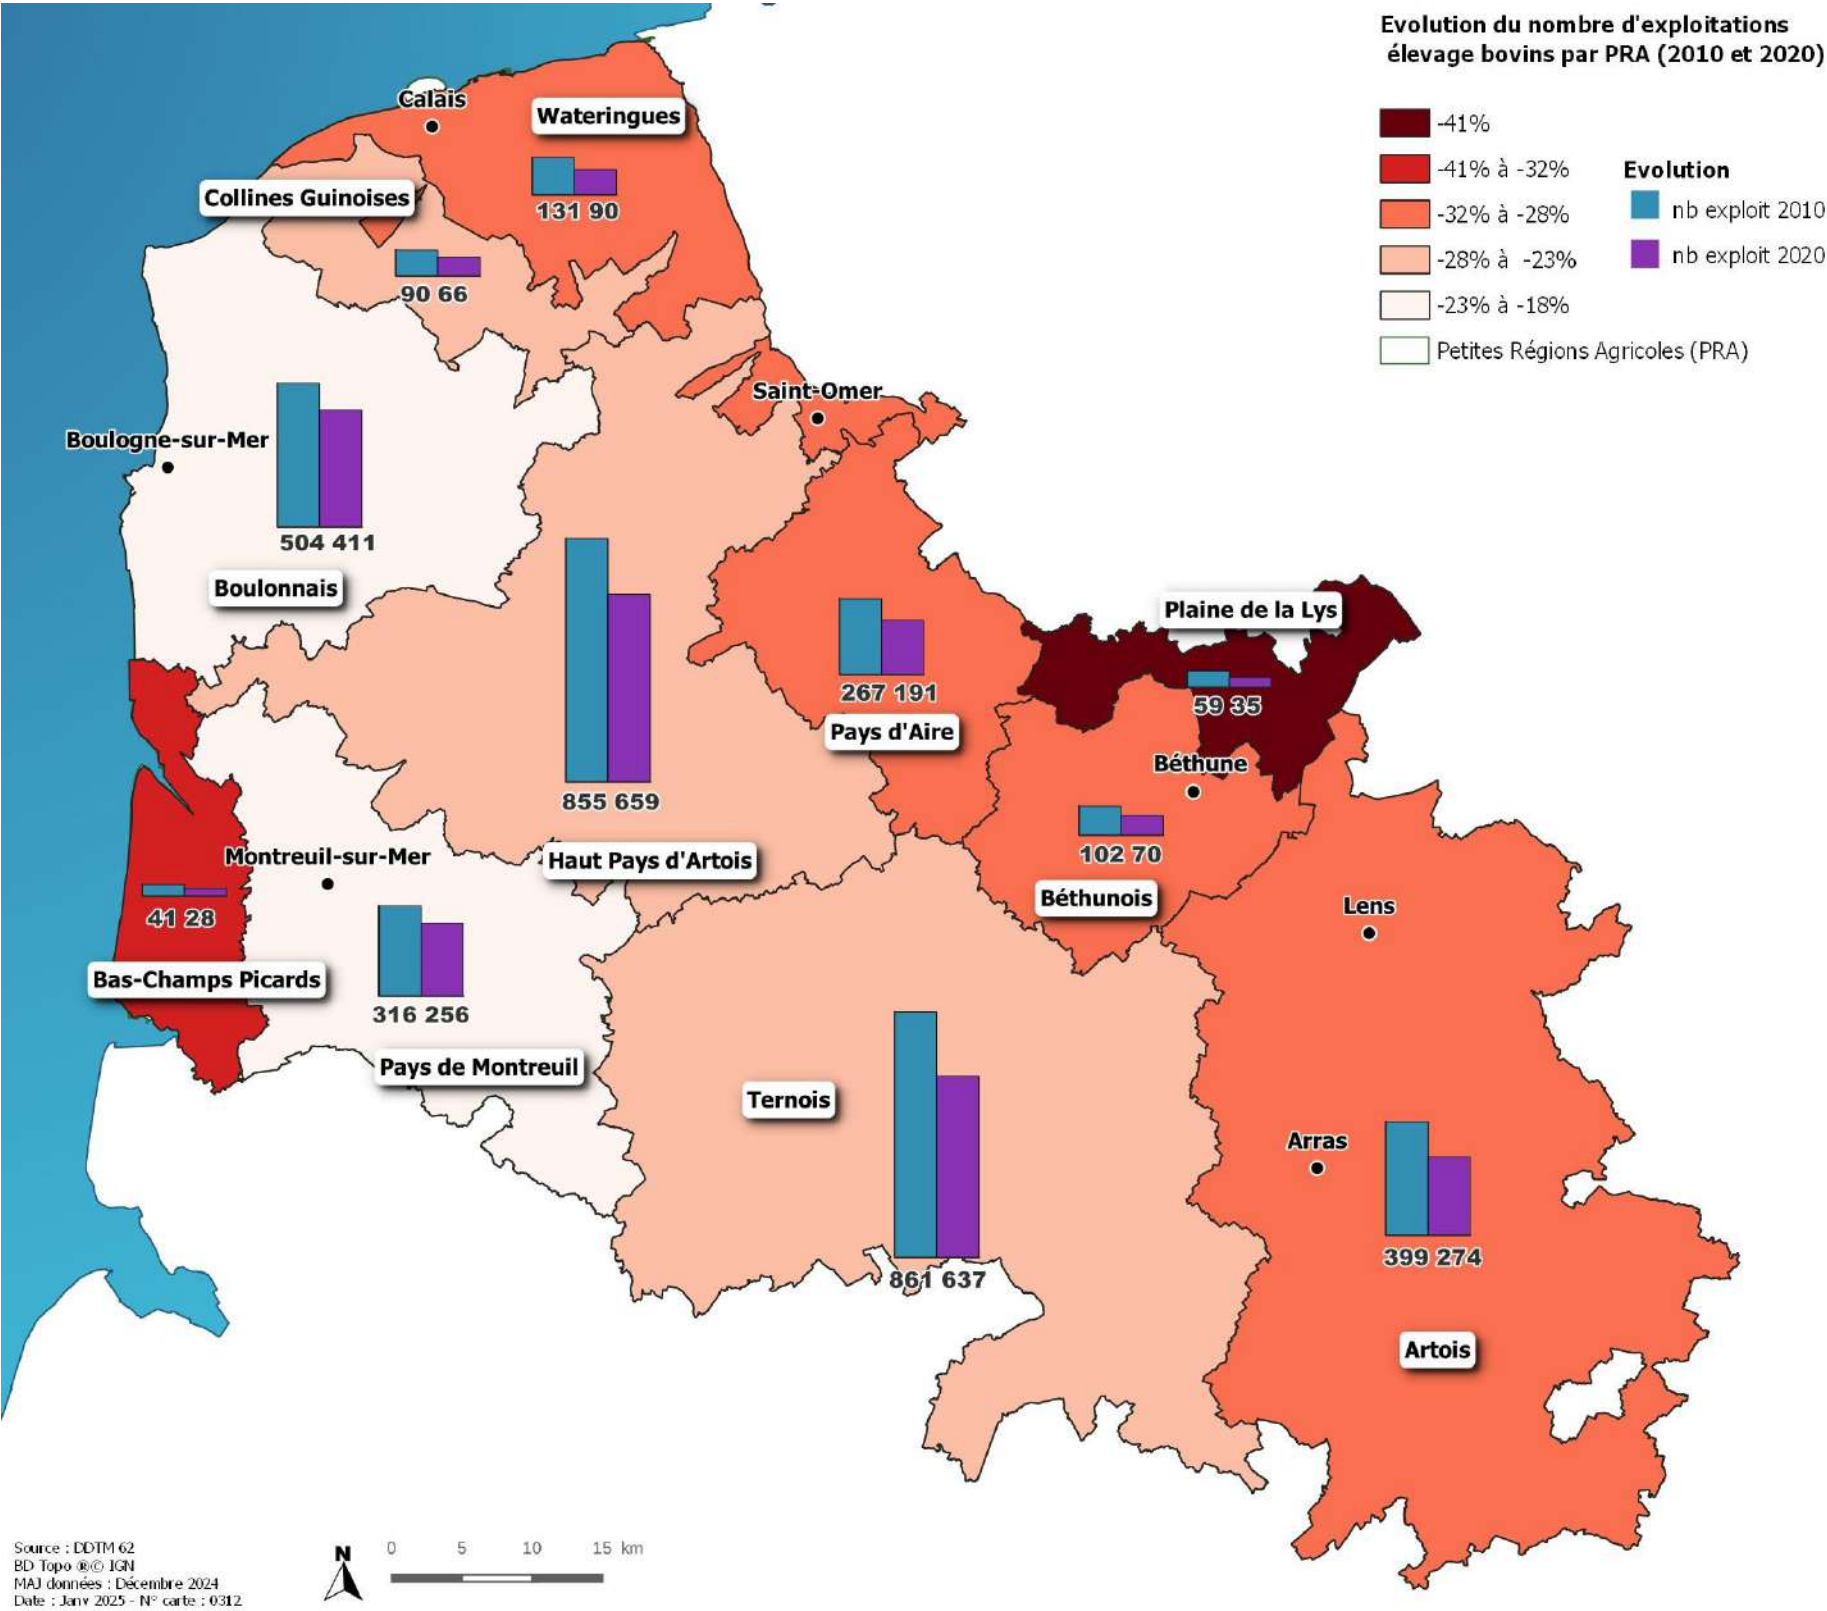 Evolution du nombre d'exploitations
élevage bovins par PRA (2010 et 2020)
-41%
-41% à -32%
-32% à -28%
-28% à -23%
-23% à -18%
Petites Régions Agricoles (PRA)
Evolution
nb exploit 2010
nb exploit 2020
Calais
Wateringues
131 90
Collines Guinoises
90 66
Saint-Omer
Boulogne-sur-Mer
504 411
Boulonnais
855 659
Haut Pays d'Artois
267 191
Pays d'Aire
Plaine de la Lys
59 35
Béthune
102 70
Béthunois
Montreuil-sur-Mer
41 28
Bas-Champs Picards
316 256
Pays de Montreuil
Ternois
861 637
Lens
Arras
399 274
Artois
Source : DDTM 62
BD Topo ®© IGN
MAJ données : Décembre 2024
Date : Janv 2025 - N° carte : 0312
N
0 5 10 15 km